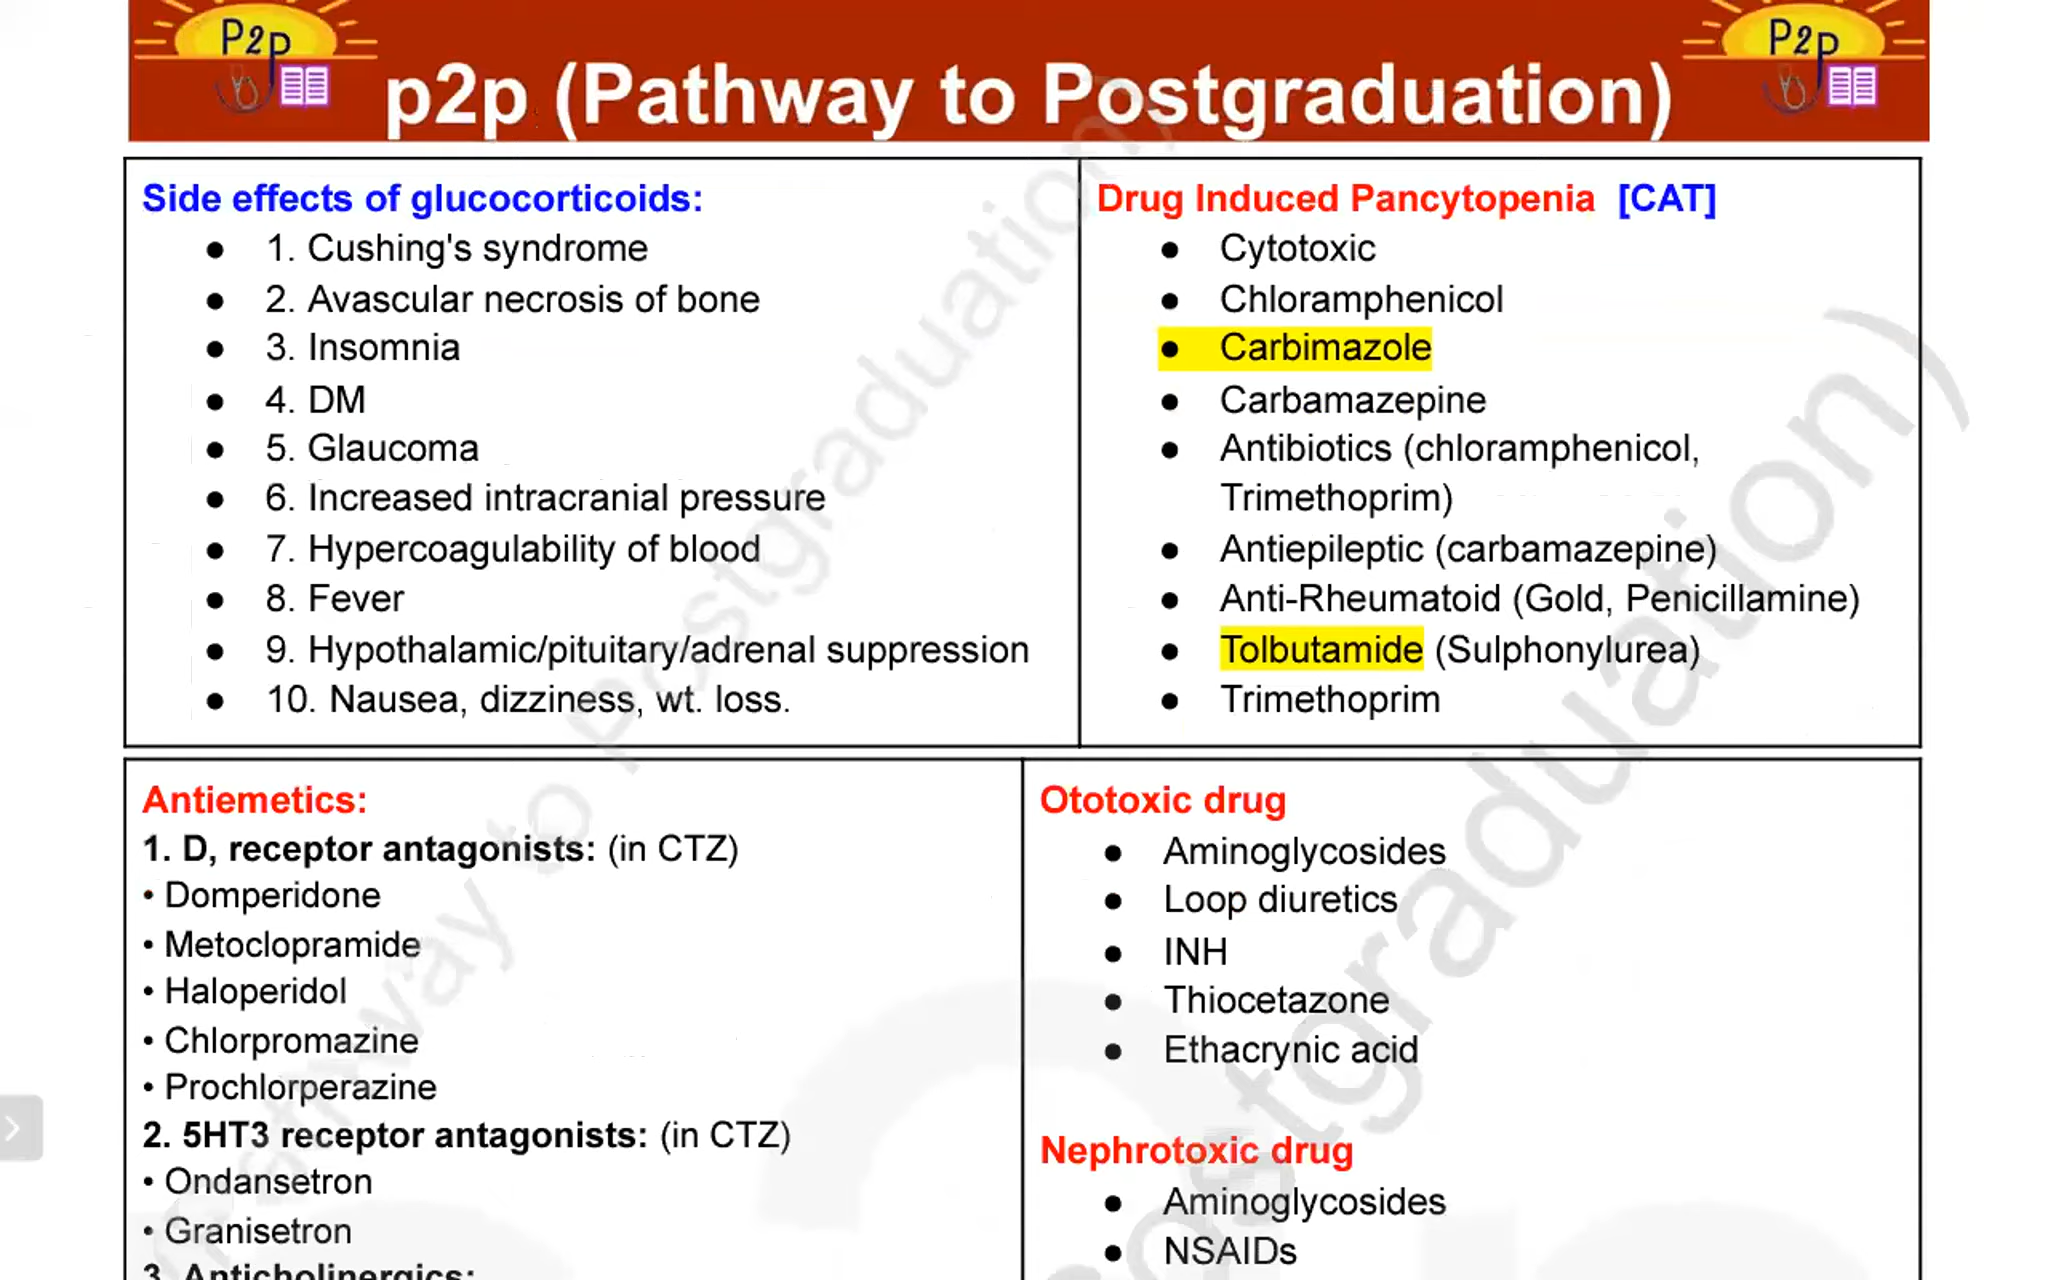 P2p
P2p
p2p (Pathway to Postgraduation)
Side effects of glucocorticoids:
● 1. Cushing's syndrome
● 2. Avascular necrosis of bone
● 3. Insomnia
● 4. DM
● 5. Glaucoma
● 6. Increased intracranial pressure
● 7. Hypercoagulability of blood
● 8. Fever
● 9. Hypothalamic/pituitary/adrenal suppression
● 10. Nausea, dizziness, wt. loss.
Drug Induced Pancytopenia [CAT]
● Cytotoxic
● Chloramphenicol
● Carbimazole
● Carbamazepine
● Antibiotics (chloramphenicol,
Trimethoprim)
● Antiepileptic (carbamazepine)
● Anti-Rheumatoid (Gold, Penicillamine)
● Tolbutamide (Sulphonylurea)
● Trimethoprim
Antiemetics:
1. D, receptor antagonists: (in CTZ)
• Domperidone
• Metoclopramide
• Haloperidol
• Chlorpromazine
• Prochlorperazine
2. 5HT3 receptor antagonists: (in CTZ)
• Ondansetron
• Granisetron
3. Anticholinergics:
Ototoxic drug
● Aminoglycosides
● Loop diuretics
● INH
● Thiocetazone
● Ethacrynic acid
Nephrotoxic drug
● Aminoglycosides
● NSAIDs